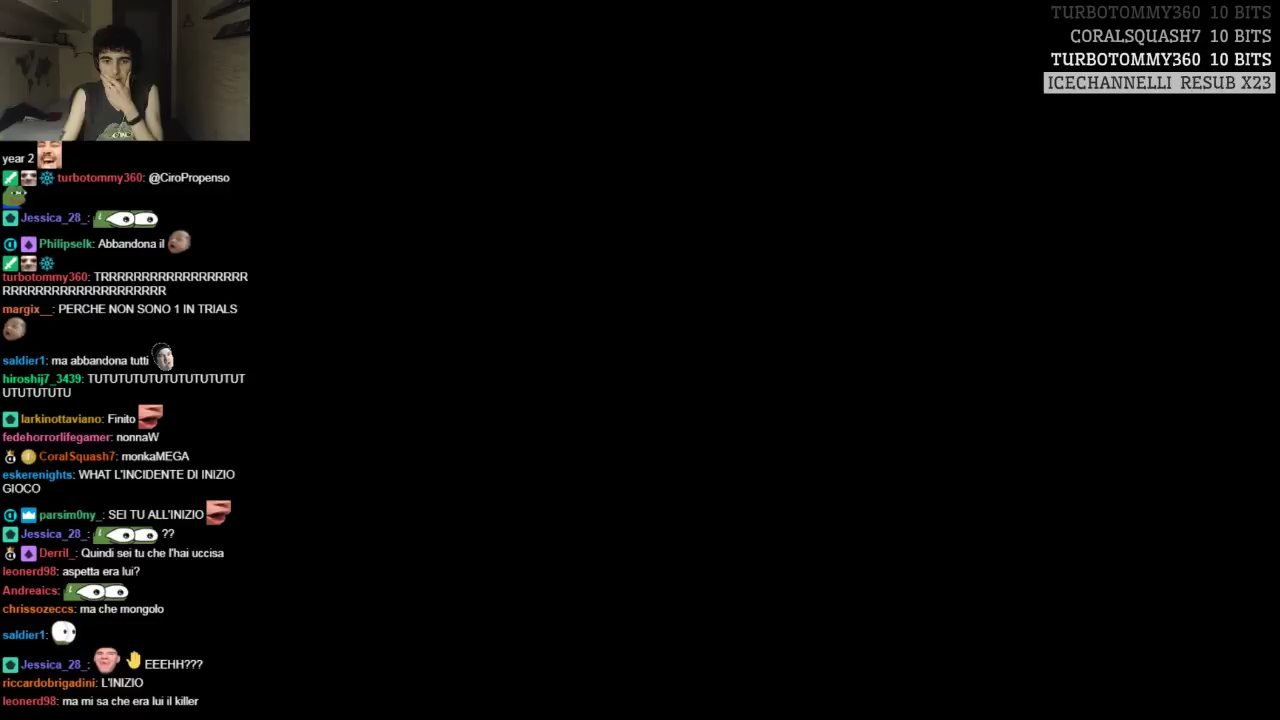 TURBOTOMMY360 10 BITS
CORALSQUASH7 10 BITS
TURBOTOMMY360 10 BITS
ICECHANNELLI RESUB X23
year 2
turbotommy360: @CiroPropenso
Jessica_28_:
Philipselk: Abbandona il
turbotommy360: TRRRRRRRRRRRRRRRRRR
RRRRRRRRRRRRRRRRRRRR
margix__: PERCHE NON SONO 1 IN TRIALS
saldier1: ma abbandona tutti
hiroshij7_3439: TUTUTUTUTUTUTUTUTUTUT
UTUTUTUTU
larkinottaviano: Finito
fedehorrorlifegamer: nonnaW
CoralSquash7: monkaMEGA
eskerenights: WHAT L'INCIDENTE DI INIZIO
GIOCO
parsim0ny_: SEI TU ALL'INIZIO
Jessica_28_: ??
Derril_: Quindi sei tu che l'hai uccisa
leonerd98: aspetta era lui?
Andreaics:
chrissozeccs: ma che mongolo
saldier1:
Jessica_28_: EEEHH???
riccardobrigadini: L'INIZIO
leonerd98: ma mi sa che era lui il killer